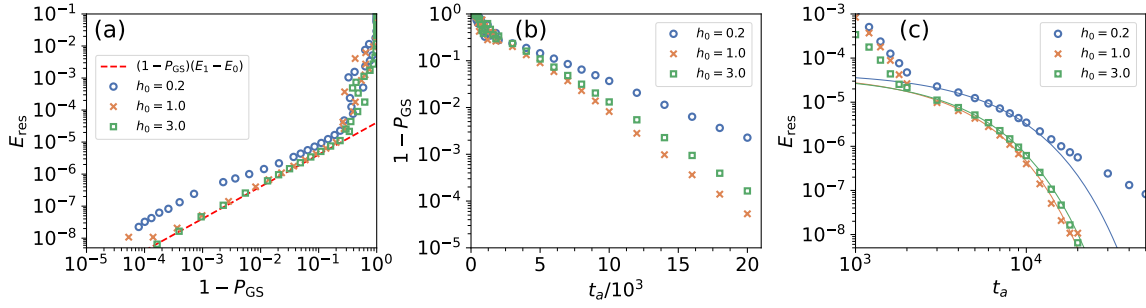 (a)
(1 − P_GS)(E_1 − E_0)
h_0 = 0.2
h_0 = 1.0
h_0 = 3.0
E_res
10^−1
10^−2
10^−3
10^−4
10^−5
10^−6
10^−7
10^−8
10^−5 10^−4 10^−3 10^−2 10^−1 10^0
1 − P_GS
(b)
h_0 = 0.2
h_0 = 1.0
h_0 = 3.0
1 − P_GS
10^0
10^−1
10^−2
10^−3
10^−4
10^−5
0 5 10 15 20
t_a/10^3
(c)
h_0 = 0.2
h_0 = 1.0
h_0 = 3.0
E_res
10^−3
10^−4
10^−5
10^−6
10^−7
10^−8
10^3 10^4
t_a